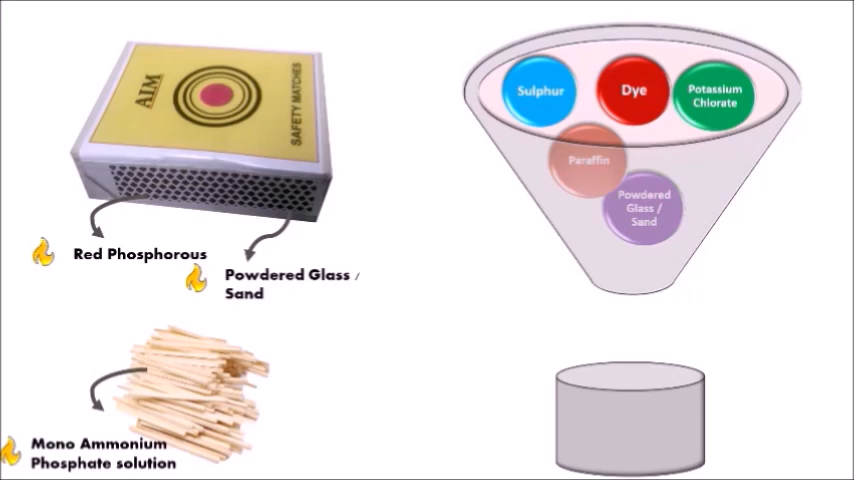 AIM
SAFETY MATCHES
Red Phosphorous
Powdered Glass /
Sand
Mono Ammonium
Phosphate solution
Sulphur
Dye
Potassium
Chlorate
Paraffin
Powdered
Glass /
Sand